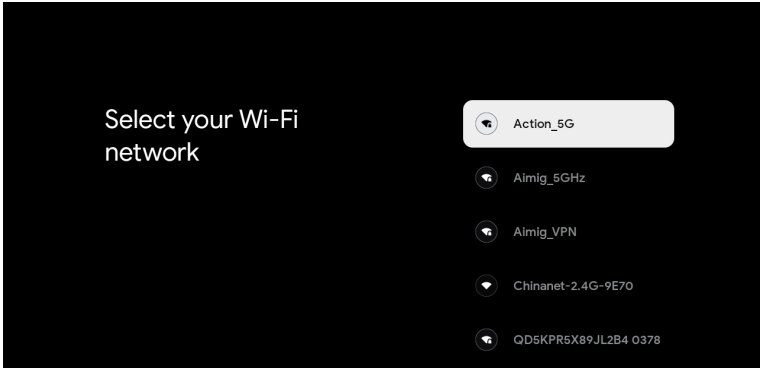 Select your Wi-Fi
network
Action_5G
Aimig_5GHz
Aimig_VPN
Chinanet-2.4G-9E70
QD5KPR5X89JL2B4 0378